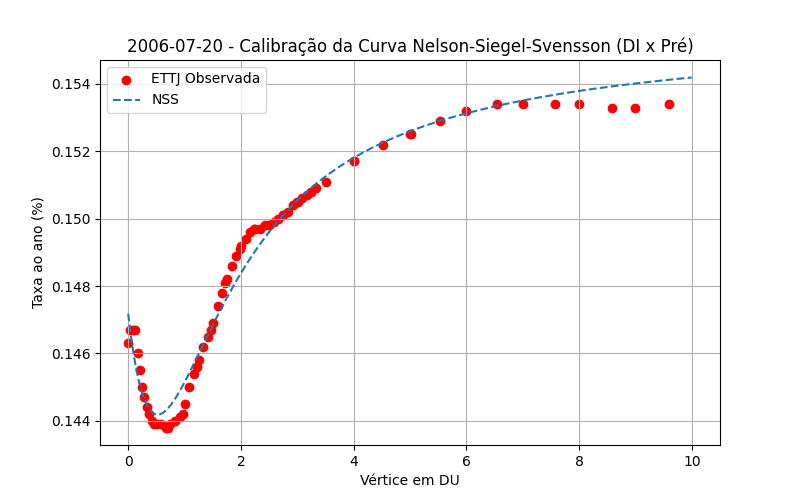 2006-07-20 - Calibração da Curva Nelson-Siegel-Svensson (DI x Pré)
ETTJ Observada
NSS
Taxa ao ano (%)
0.154
0.152
0.150
0.148
0.146
0.144
0 2 4 6 8 10
Vértice em DU